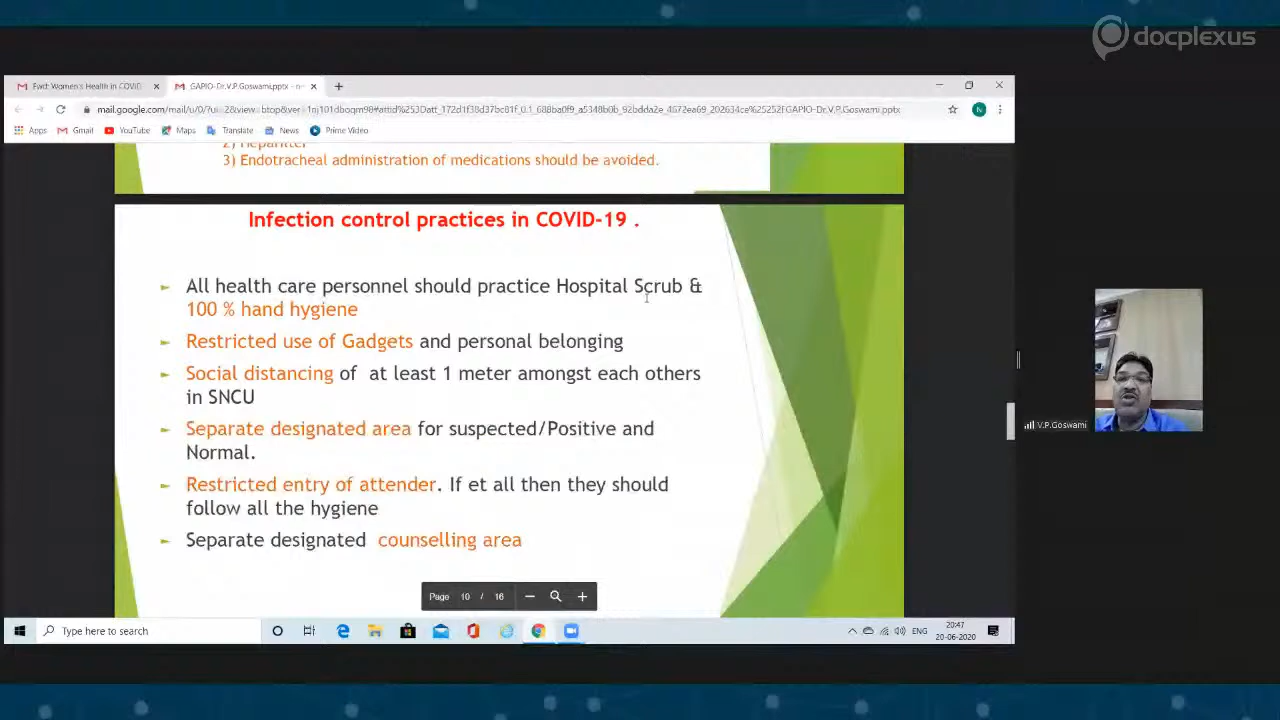 docplexus
Fwd: Women's Health in COVID
GAPIO-Dr.V.P.Goswami.pptx
Apps Gmail YouTube Maps Translate News Prime Video
3) Endotracheal administration of medications should be avoided.
Infection control practices in COVID-19 .
All health care personnel should practice Hospital Scrub &
100 % hand hygiene
Restricted use of Gadgets and personal belonging
Social distancing of at least 1 meter amongst each others
in SNCU
Separate designated area for suspected/Positive and
Normal.
Restricted entry of attender. If et all then they should
follow all the hygiene
Separate designated counselling area
V.P.Goswami
Page 10 / 16
Type here to search
ENG
20:47
20-06-2020